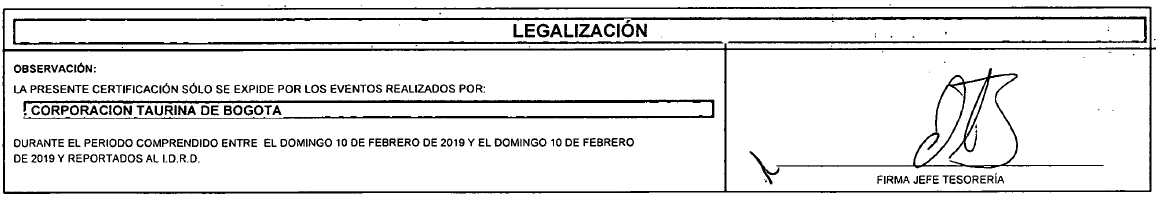 LEGALIZACIÓN
OBSERVACIÓN:
LA PRESENTE CERTIFICACIÓN SÓLO SE EXPIDE POR LOS EVENTOS REALIZADOS POR:
CORPORACION TAURINA DE BOGOTA
DURANTE EL PERIODO COMPRENDIDO ENTRE EL DOMINGO 10 DE FEBRERO DE 2019 Y EL DOMINGO 10 DE FEBRERO
DE 2019 Y REPORTADOS AL I.D.R.D.
FIRMA JEFE TESORERÍA